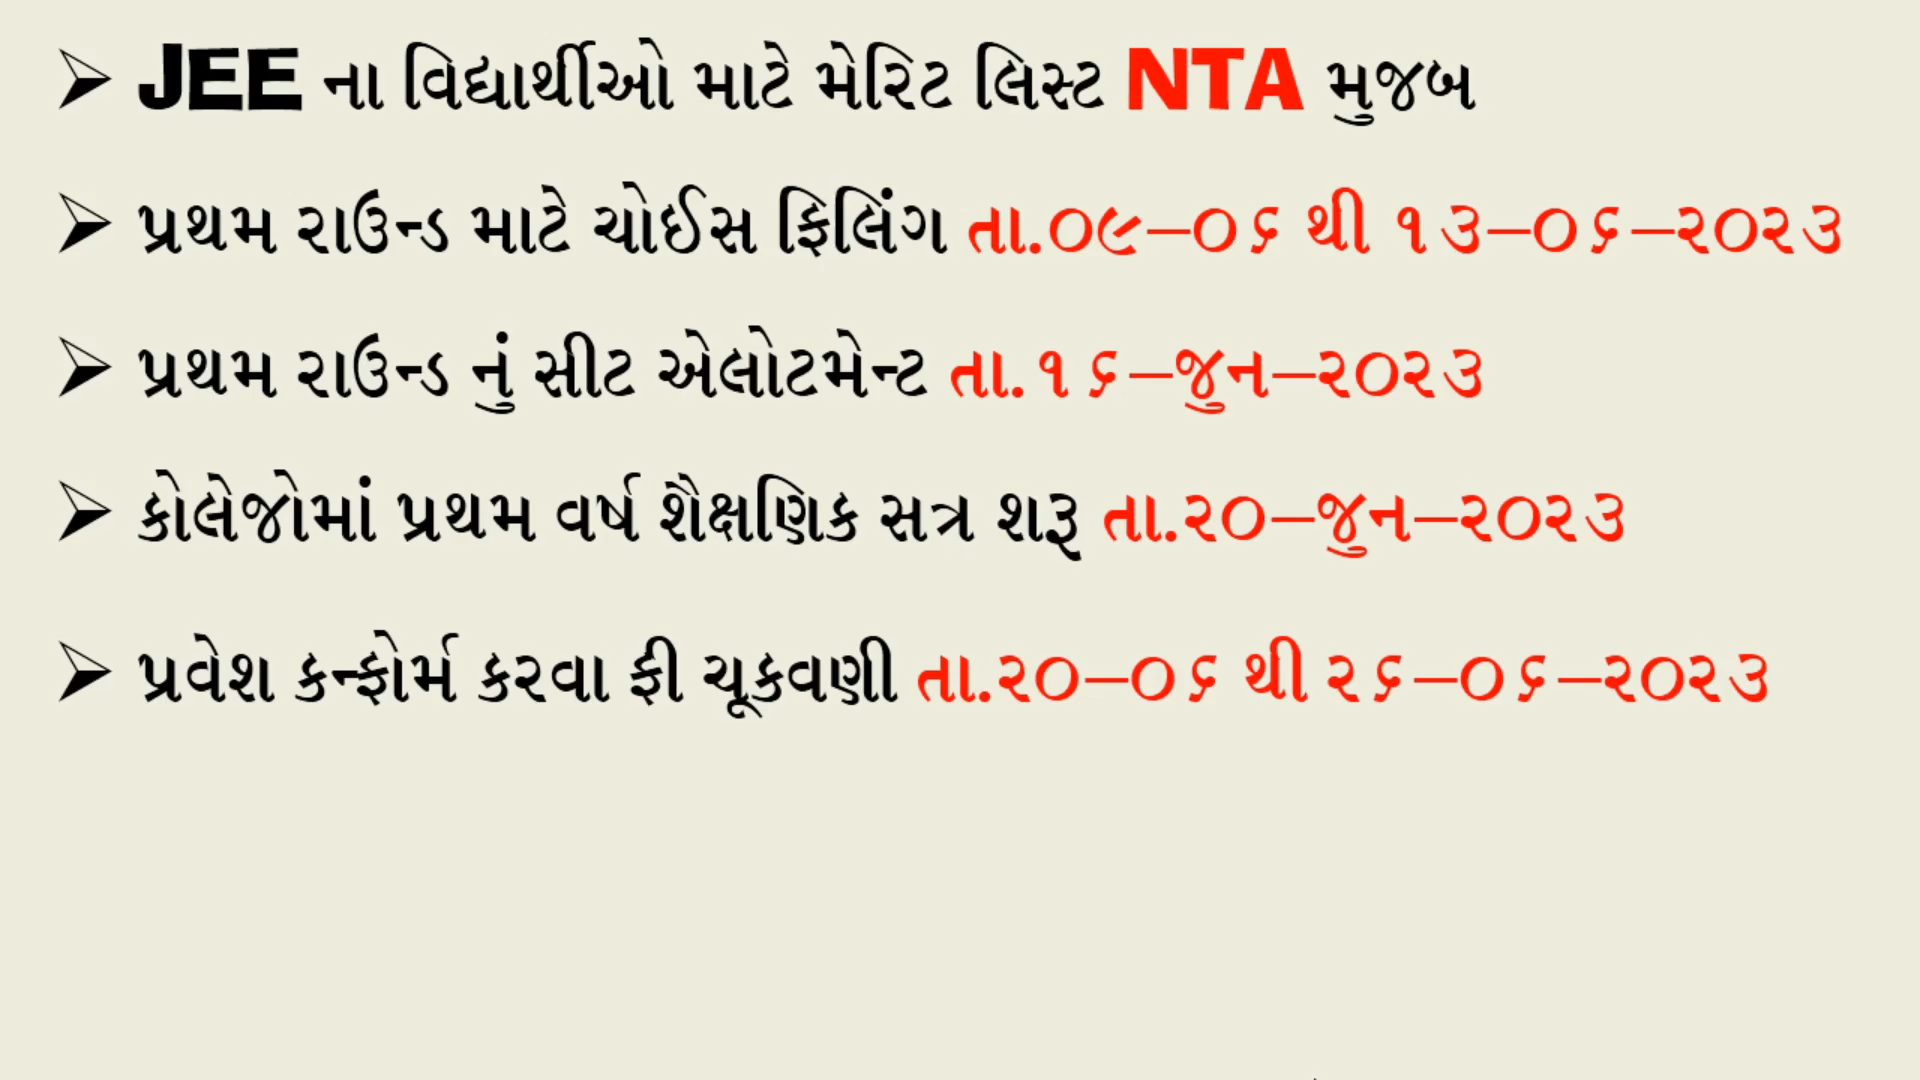 ➢ JEE ના વિદ્યાર્થીઓ માટે મેરિટ લિસ્ટ NTA મુજબ
➢ પ્રથમ રાઉન્ડ માટે ચોઈસ ફિલિંગ તા.૦૯–૦૬ થી ૧૩–૦૬–૨૦૨૩
➢ પ્રથમ રાઉન્ડ નું સીટ એલોટમેન્ટ તા.૧૬–જુન–૨૦૨૩
➢ કોલેજોમાં પ્રથમ વર્ષ શૈક્ષણિક સત્ર શરૂ તા.૨૦–જુન–૨૦૨૩
➢ પ્રવેશ કન્ફોર્મ કરવા ફી ચૂકવણી તા.૨૦–૦૬ થી ૨૬–૦૬–૨૦૨૩